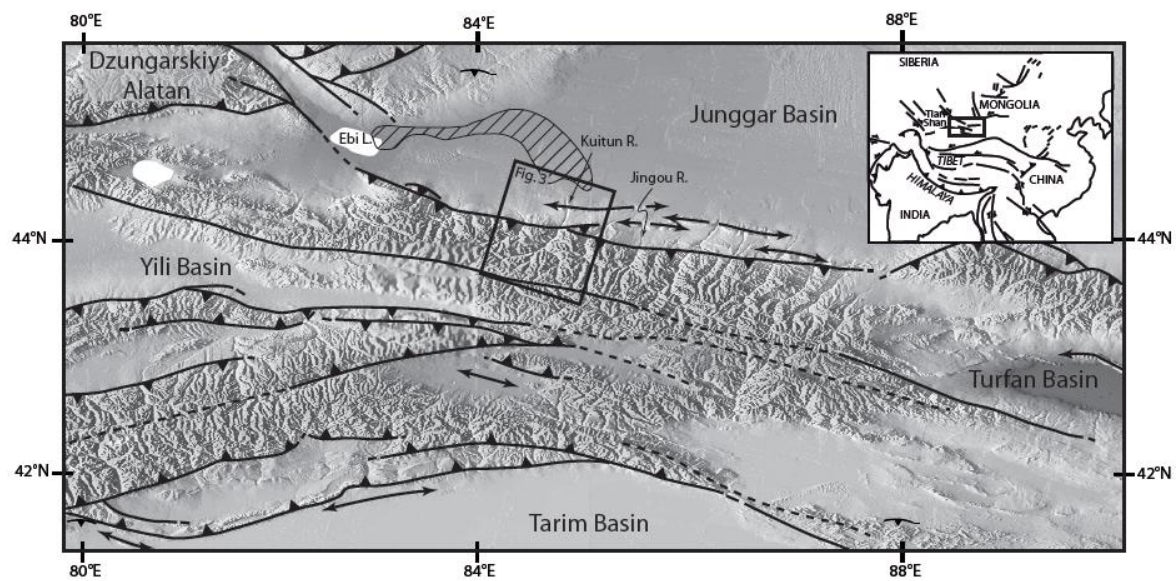 80°E
84°E
88°E
Dzungarskiy
Alatan
Junggar Basin
Ebi L.
Kuitun R.
Fig. 3
Jingou R.
SIBERIA
MONGOLIA
Tian
Shan
TIBET
CHINA
HIMALAYA
INDIA
44°N
44°N
Yili Basin
Turfan Basin
42°N
42°N
Tarim Basin
80°E
84°E
88°E